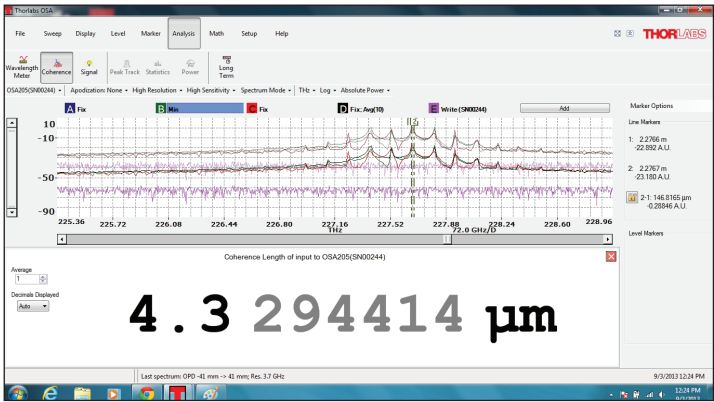 Thorlabs OSA
File Sweep Display Level Marker Analysis Math Setup Help
THORLABS
Wavelength Meter Coherence Signal Peak Track Statistics Power Long Term
OSA205(SN00244) Apodization: None High Resolution High Sensitivity Spectrum Mode THz Log Absolute Power
A Fix B Min C Fix D Fix: Avg(10) E Write (SN00244) Add
Marker Options
Line Markers
1: 2.2766 m
-22.892 A.U.
2: 2.2767 m
-23.180 A.U.
2-1: 146.8165 µm
-0.28846 A.U.
Level Markers
10
-10
-50
-90
225.36 225.72 226.08 226.44 226.80 227.16 227.52 227.88 228.24 228.60 228.96
THz 72.0 GHz/D
Coherence Length of input to OSA205(SN00244)
Average
1
Decimals Displayed
Auto
4.3294414 µm
Last spectrum: OPD -41 mm -> 41 mm; Res. 3.7 GHz
9/3/2013 12:24 PM
12:24 PM
9/3/2013